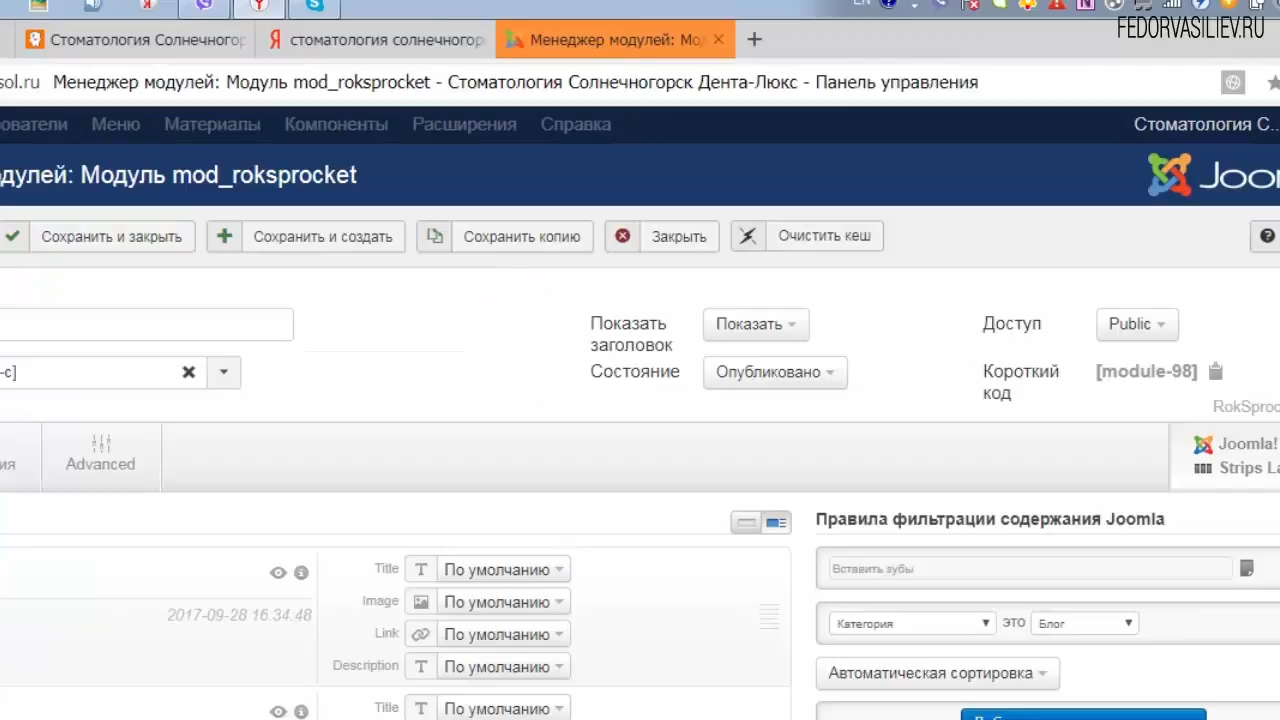 EN
FEDORVASILIEV.RU
Стоматология Солнечногор
стоматология солнечногор
Менеджер модулей: Мо
sol.ru Менеджер модулей: Модуль mod_roksprocket - Стоматология Солнечногорск Дента-Люкс - Панель управления
ователи Меню Материалы Компоненты Расширения Справка Стоматология С...
одулей: Модуль mod_roksprocket
Joo
Сохранить и закрыть Сохранить и создать Сохранить копию Закрыть Очистить кеш
Показать заголовок
Показать
Доступ
Public
-c]
Состояние
Опубликовано
Короткий код
[module-98]
RokSproc
ия
Advanced
Joomla!
Strips La
Правила фильтрации содержания Joomla
Title По умолчанию
Вставить зубы
Image По умолчанию
2017-09-28 16:34:48
Категория это Блог
Link По умолчанию
Description По умолчанию
Автоматическая сортировка
Title По умолчанию